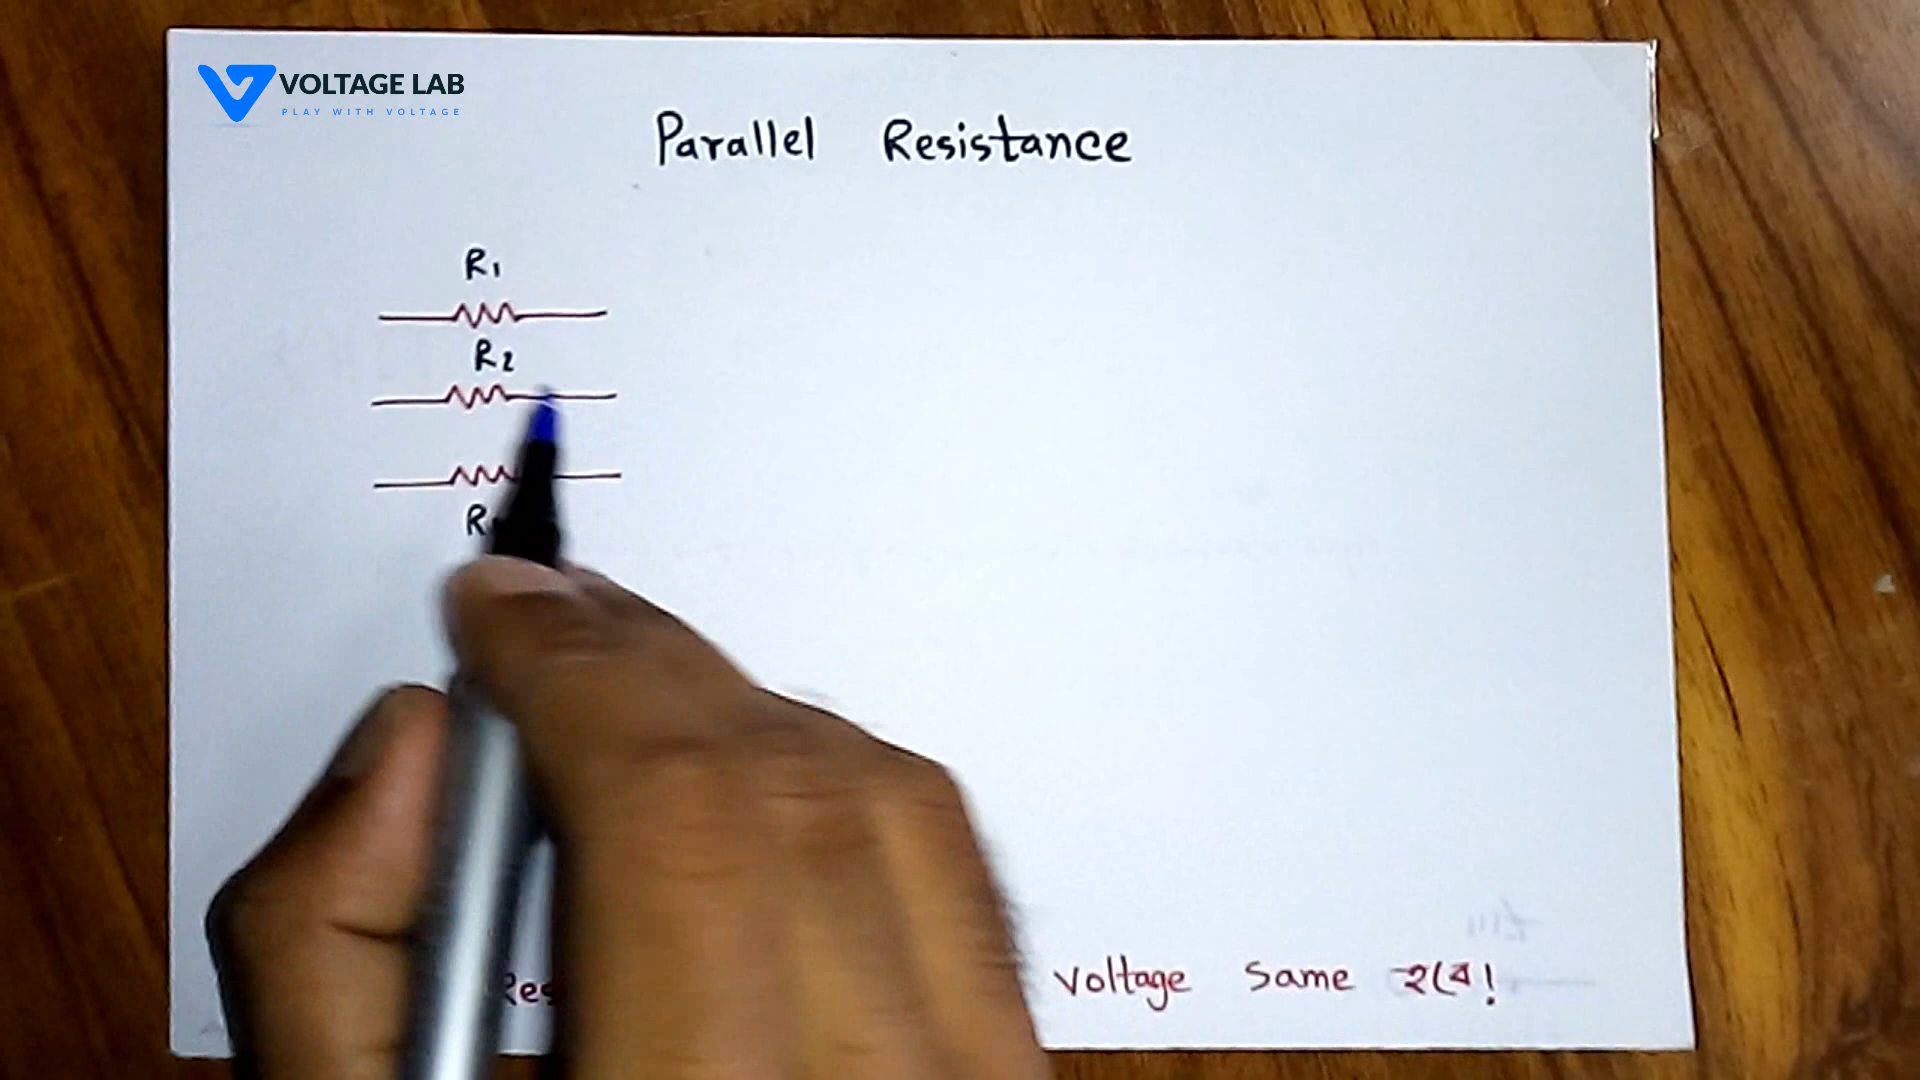 VOLTAGE LAB
PLAY WITH VOLTAGE
Parallel Resistance
R1
R2
voltage same হবে!